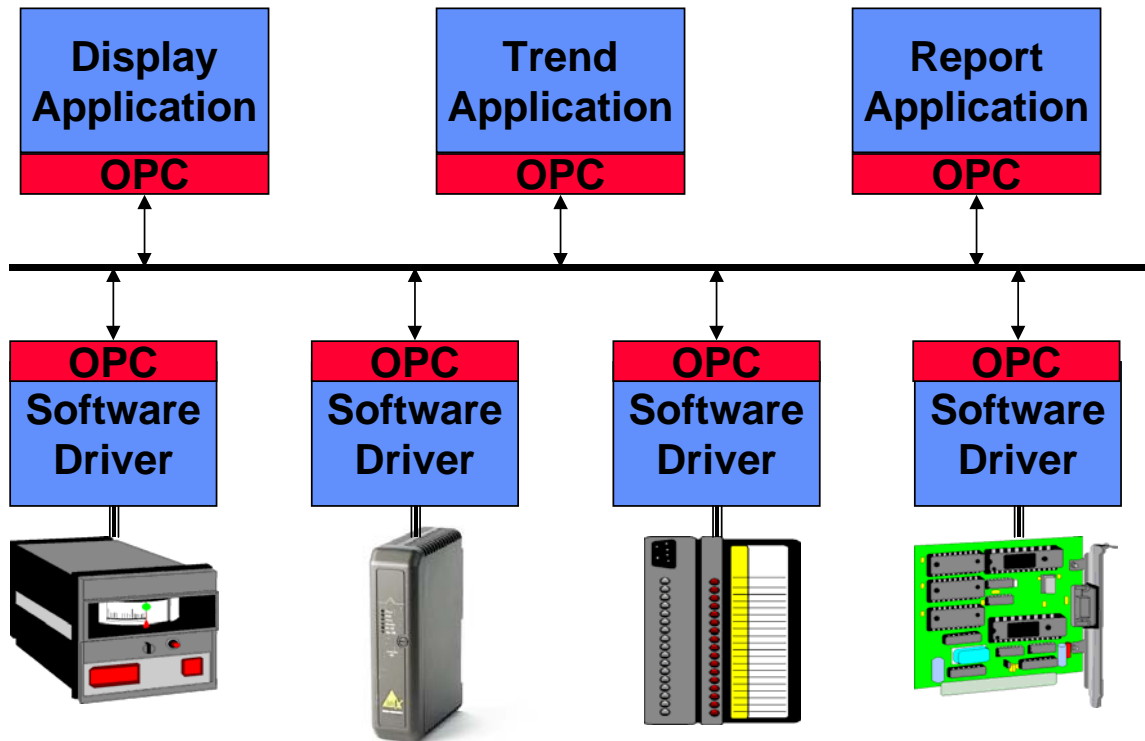 Display
Application
OPC
Trend
Application
OPC
Report
Application
OPC
OPC
Software
Driver
OPC
Software
Driver
OPC
Software
Driver
OPC
Software
Driver